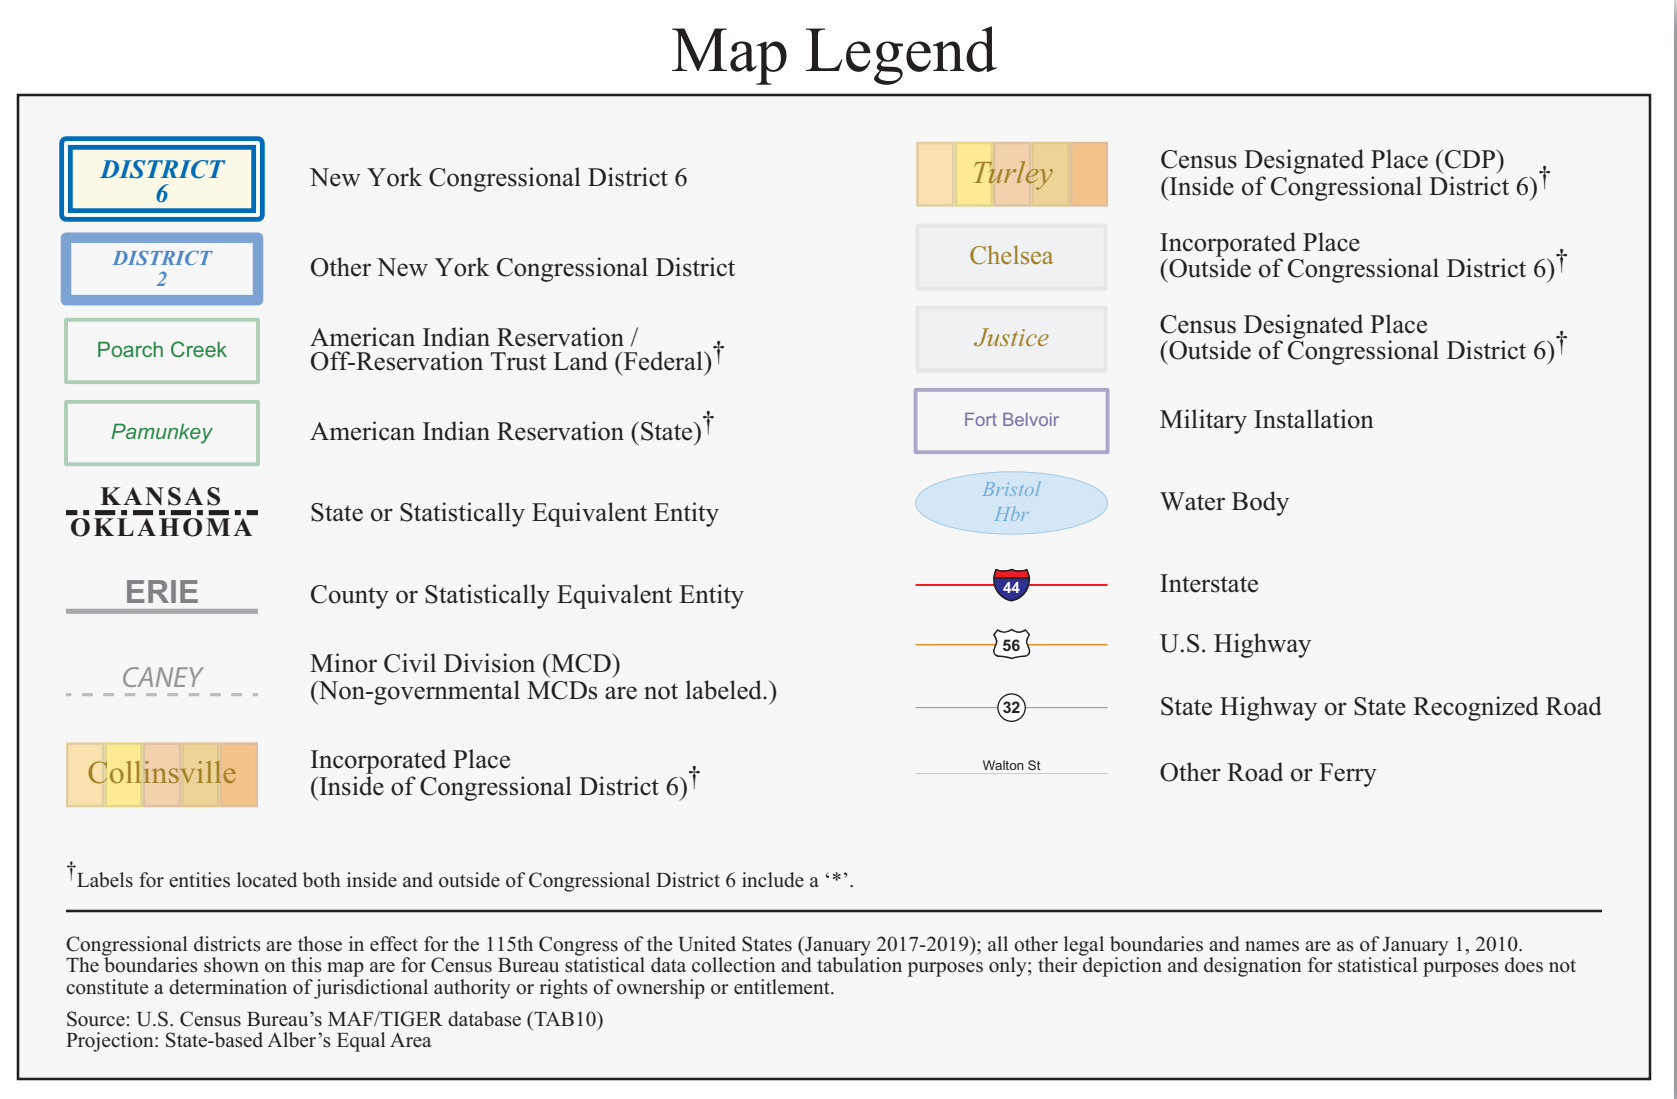 Map Legend
DISTRICT
6
New York Congressional District 6
DISTRICT
2
Other New York Congressional District
Poarch Creek
American Indian Reservation /
Off-Reservation Trust Land (Federal)†
Pamunkey
American Indian Reservation (State)†
KANSAS
OKLAHOMA
State or Statistically Equivalent Entity
ERIE
County or Statistically Equivalent Entity
CANEY
Minor Civil Division (MCD)
(Non-governmental MCDs are not labeled.)
Collinsville
Incorporated Place
(Inside of Congressional District 6)†
Turley
Census Designated Place (CDP)
(Inside of Congressional District 6)†
Chelsea
Incorporated Place
(Outside of Congressional District 6)†
Justice
Census Designated Place
(Outside of Congressional District 6)†
Fort Belvoir
Military Installation
Bristol
Hbr
Water Body
44
Interstate
56
U.S. Highway
32
State Highway or State Recognized Road
Walton St
Other Road or Ferry
†Labels for entities located both inside and outside of Congressional District 6 include a ‘*’.
Congressional districts are those in effect for the 115th Congress of the United States (January 2017-2019); all other legal boundaries and names are as of January 1, 2010.
The boundaries shown on this map are for Census Bureau statistical data collection and tabulation purposes only; their depiction and designation for statistical purposes does not
constitute a determination of jurisdictional authority or rights of ownership or entitlement.
Source: U.S. Census Bureau’s MAF/TIGER database (TAB10)
Projection: State-based Alber’s Equal Area